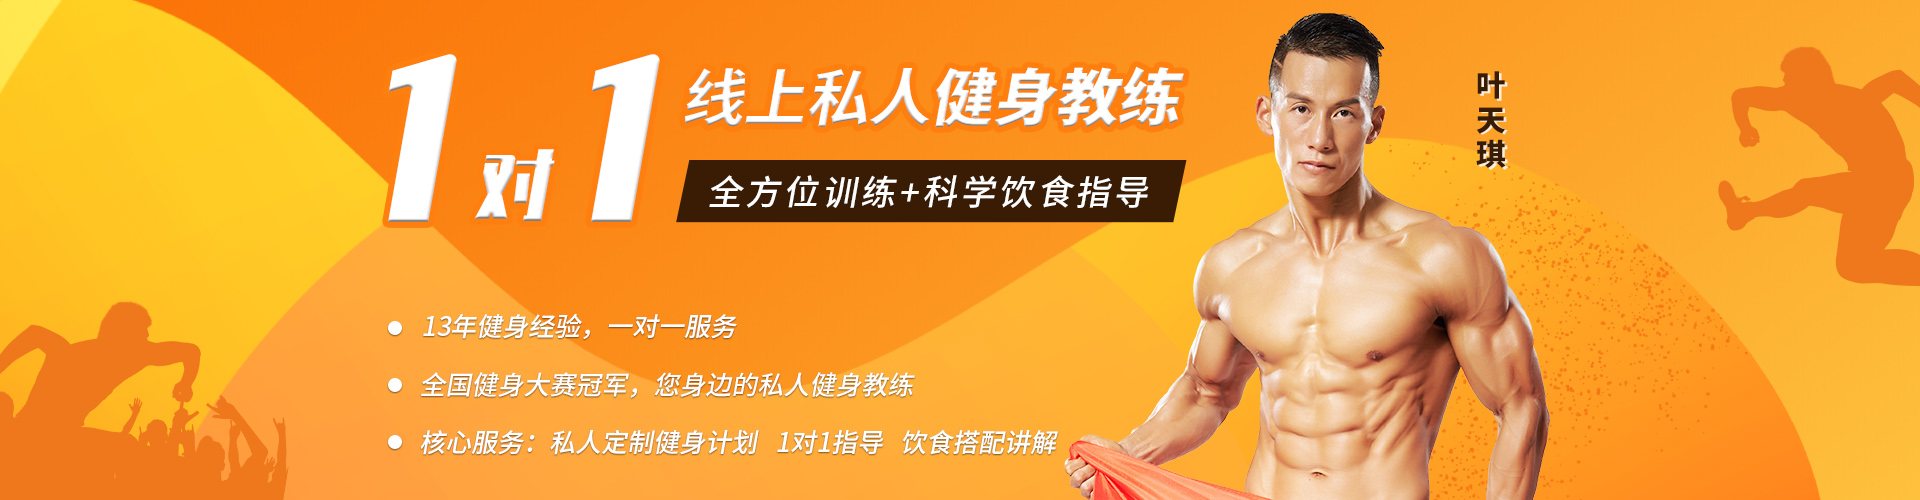 1对1 线上私人健身教练
全方位训练+科学饮食指导
13年健身经验，一对一服务
全国健身大赛冠军，您身边的私人健身教练
核心服务：私人定制健身计划 1对1指导 饮食搭配讲解
叶天琪